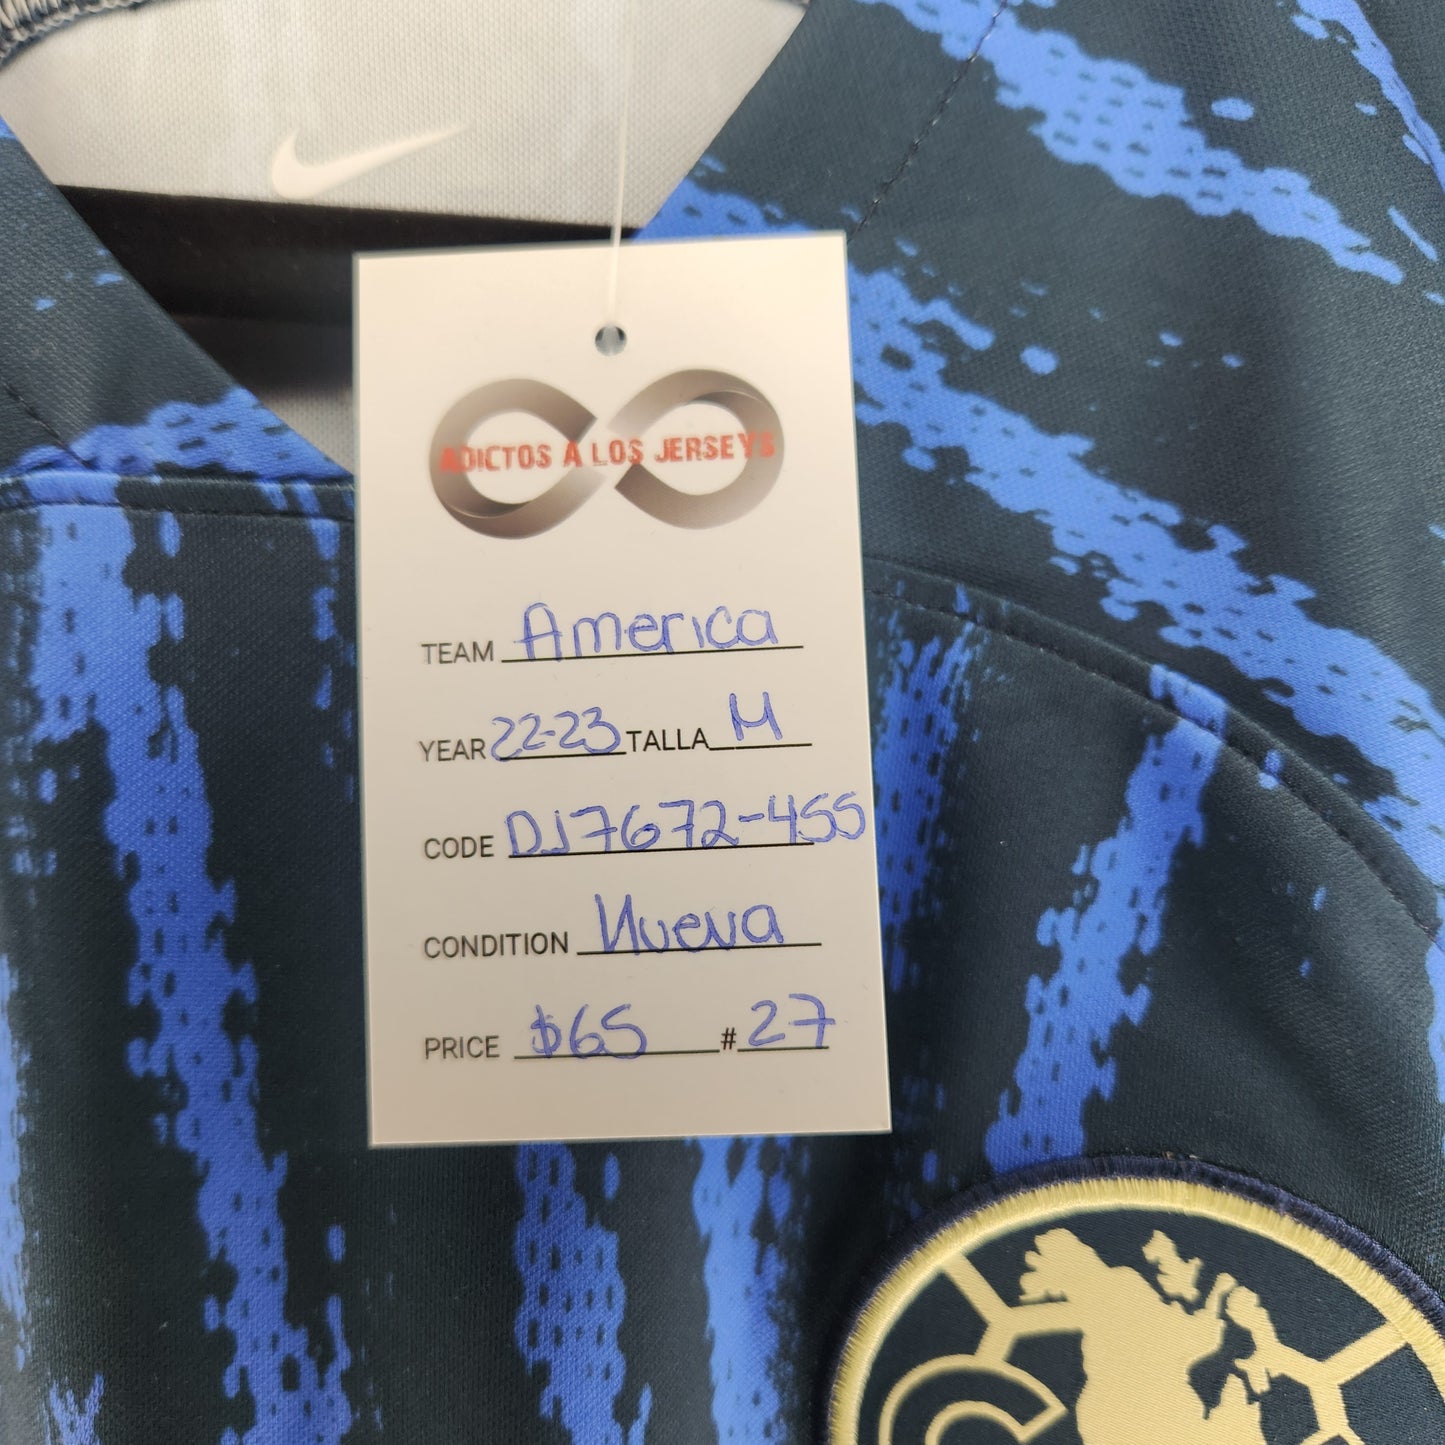 ADICTOS A LOS JERSEYS
TEAM America
YEAR 22-23 TALLA M
CODE DJ7672-455
CONDITION Nueva
PRICE $65 # 27